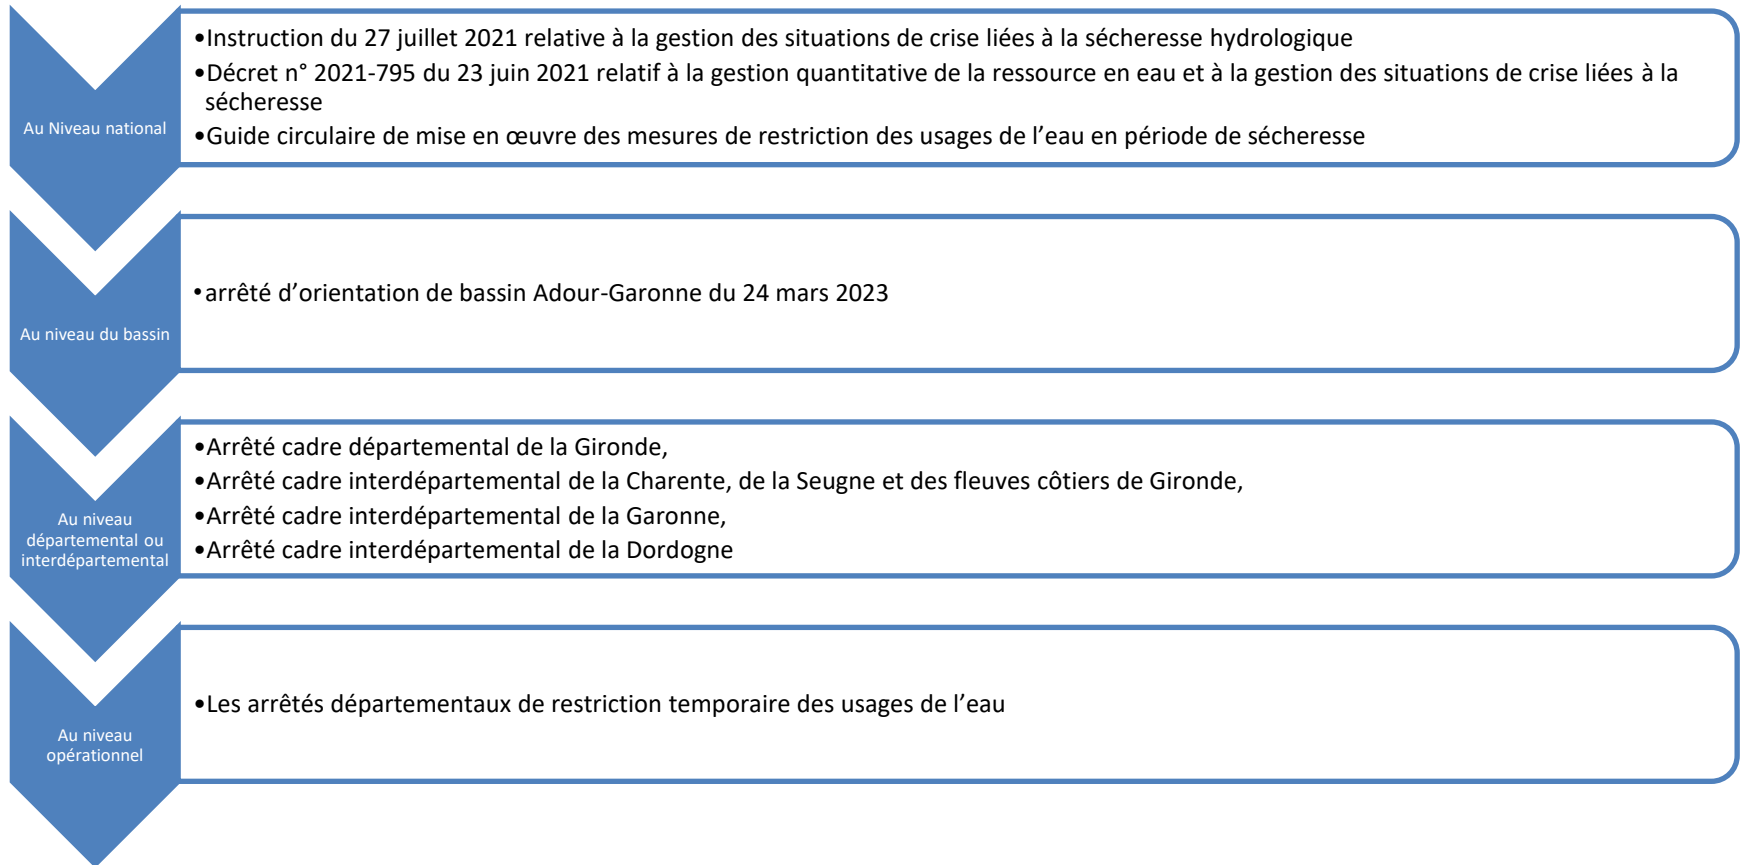 Au Niveau national
•Instruction du 27 juillet 2021 relative à la gestion des situations de crise liées à la sécheresse hydrologique
•Décret n° 2021-795 du 23 juin 2021 relatif à la gestion quantitative de la ressource en eau et à la gestion des situations de crise liées à la
sécheresse
•Guide circulaire de mise en œuvre des mesures de restriction des usages de l’eau en période de sécheresse
Au niveau du bassin
•arrêté d’orientation de bassin Adour-Garonne du 24 mars 2023
Au niveau
départemental ou
interdépartemental
•Arrêté cadre départemental de la Gironde,
•Arrêté cadre interdépartemental de la Charente, de la Seugne et des fleuves côtiers de Gironde,
•Arrêté cadre interdépartemental de la Garonne,
•Arrêté cadre interdépartemental de la Dordogne
Au niveau
opérationnel
•Les arrêtés départementaux de restriction temporaire des usages de l’eau